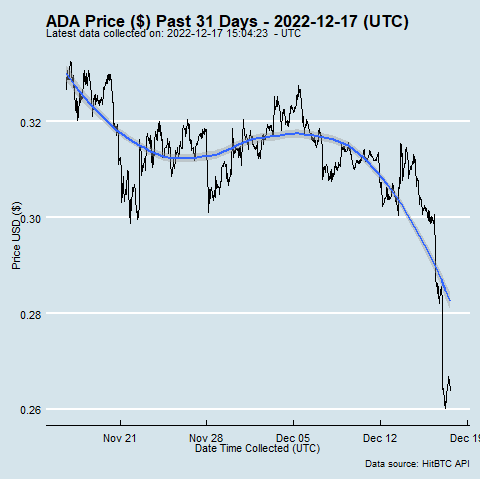 ADA Price ($) Past 31 Days - 2022-12-17 (UTC)
Latest data collected on: 2022-12-17 15:04:23 - UTC
0.32
0.30
0.28
0.26
Price USD ($)
Nov 21 Nov 28 Dec 05 Dec 12 Dec 19
Date Time Collected (UTC)
Data source: HitBTC API